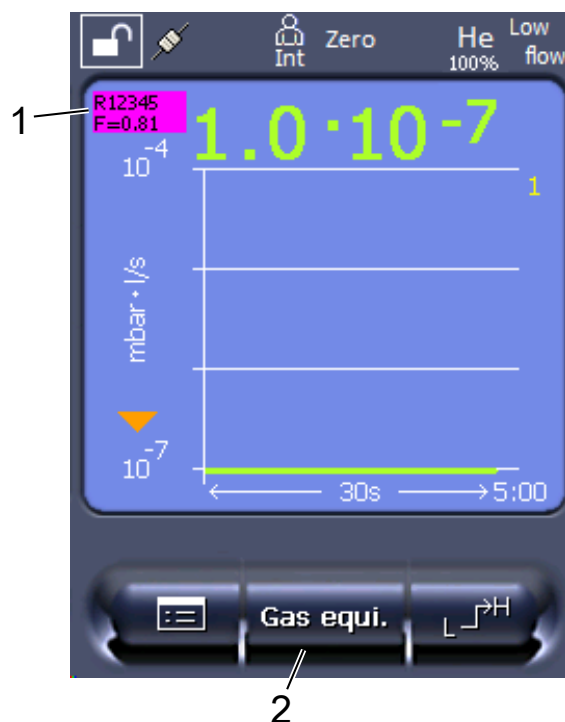 Int
Zero
He
100%
Low
flow
1
R12345
F=0.81
1.0·10⁻⁷
10⁻⁴
1
mbar·l/s
10⁻⁷
30s
5:00
Gas equi.
L
H
2